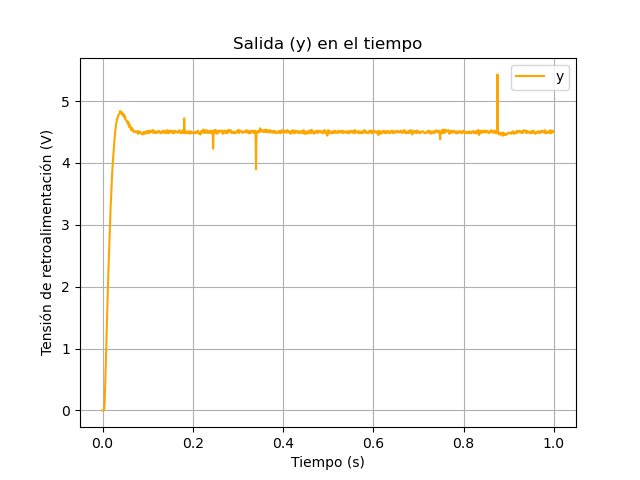 Salida (y) en el tiempo
y
Tensión de retroalimentación (V)
5
4
3
2
1
0
0.0 0.2 0.4 0.6 0.8 1.0
Tiempo (s)